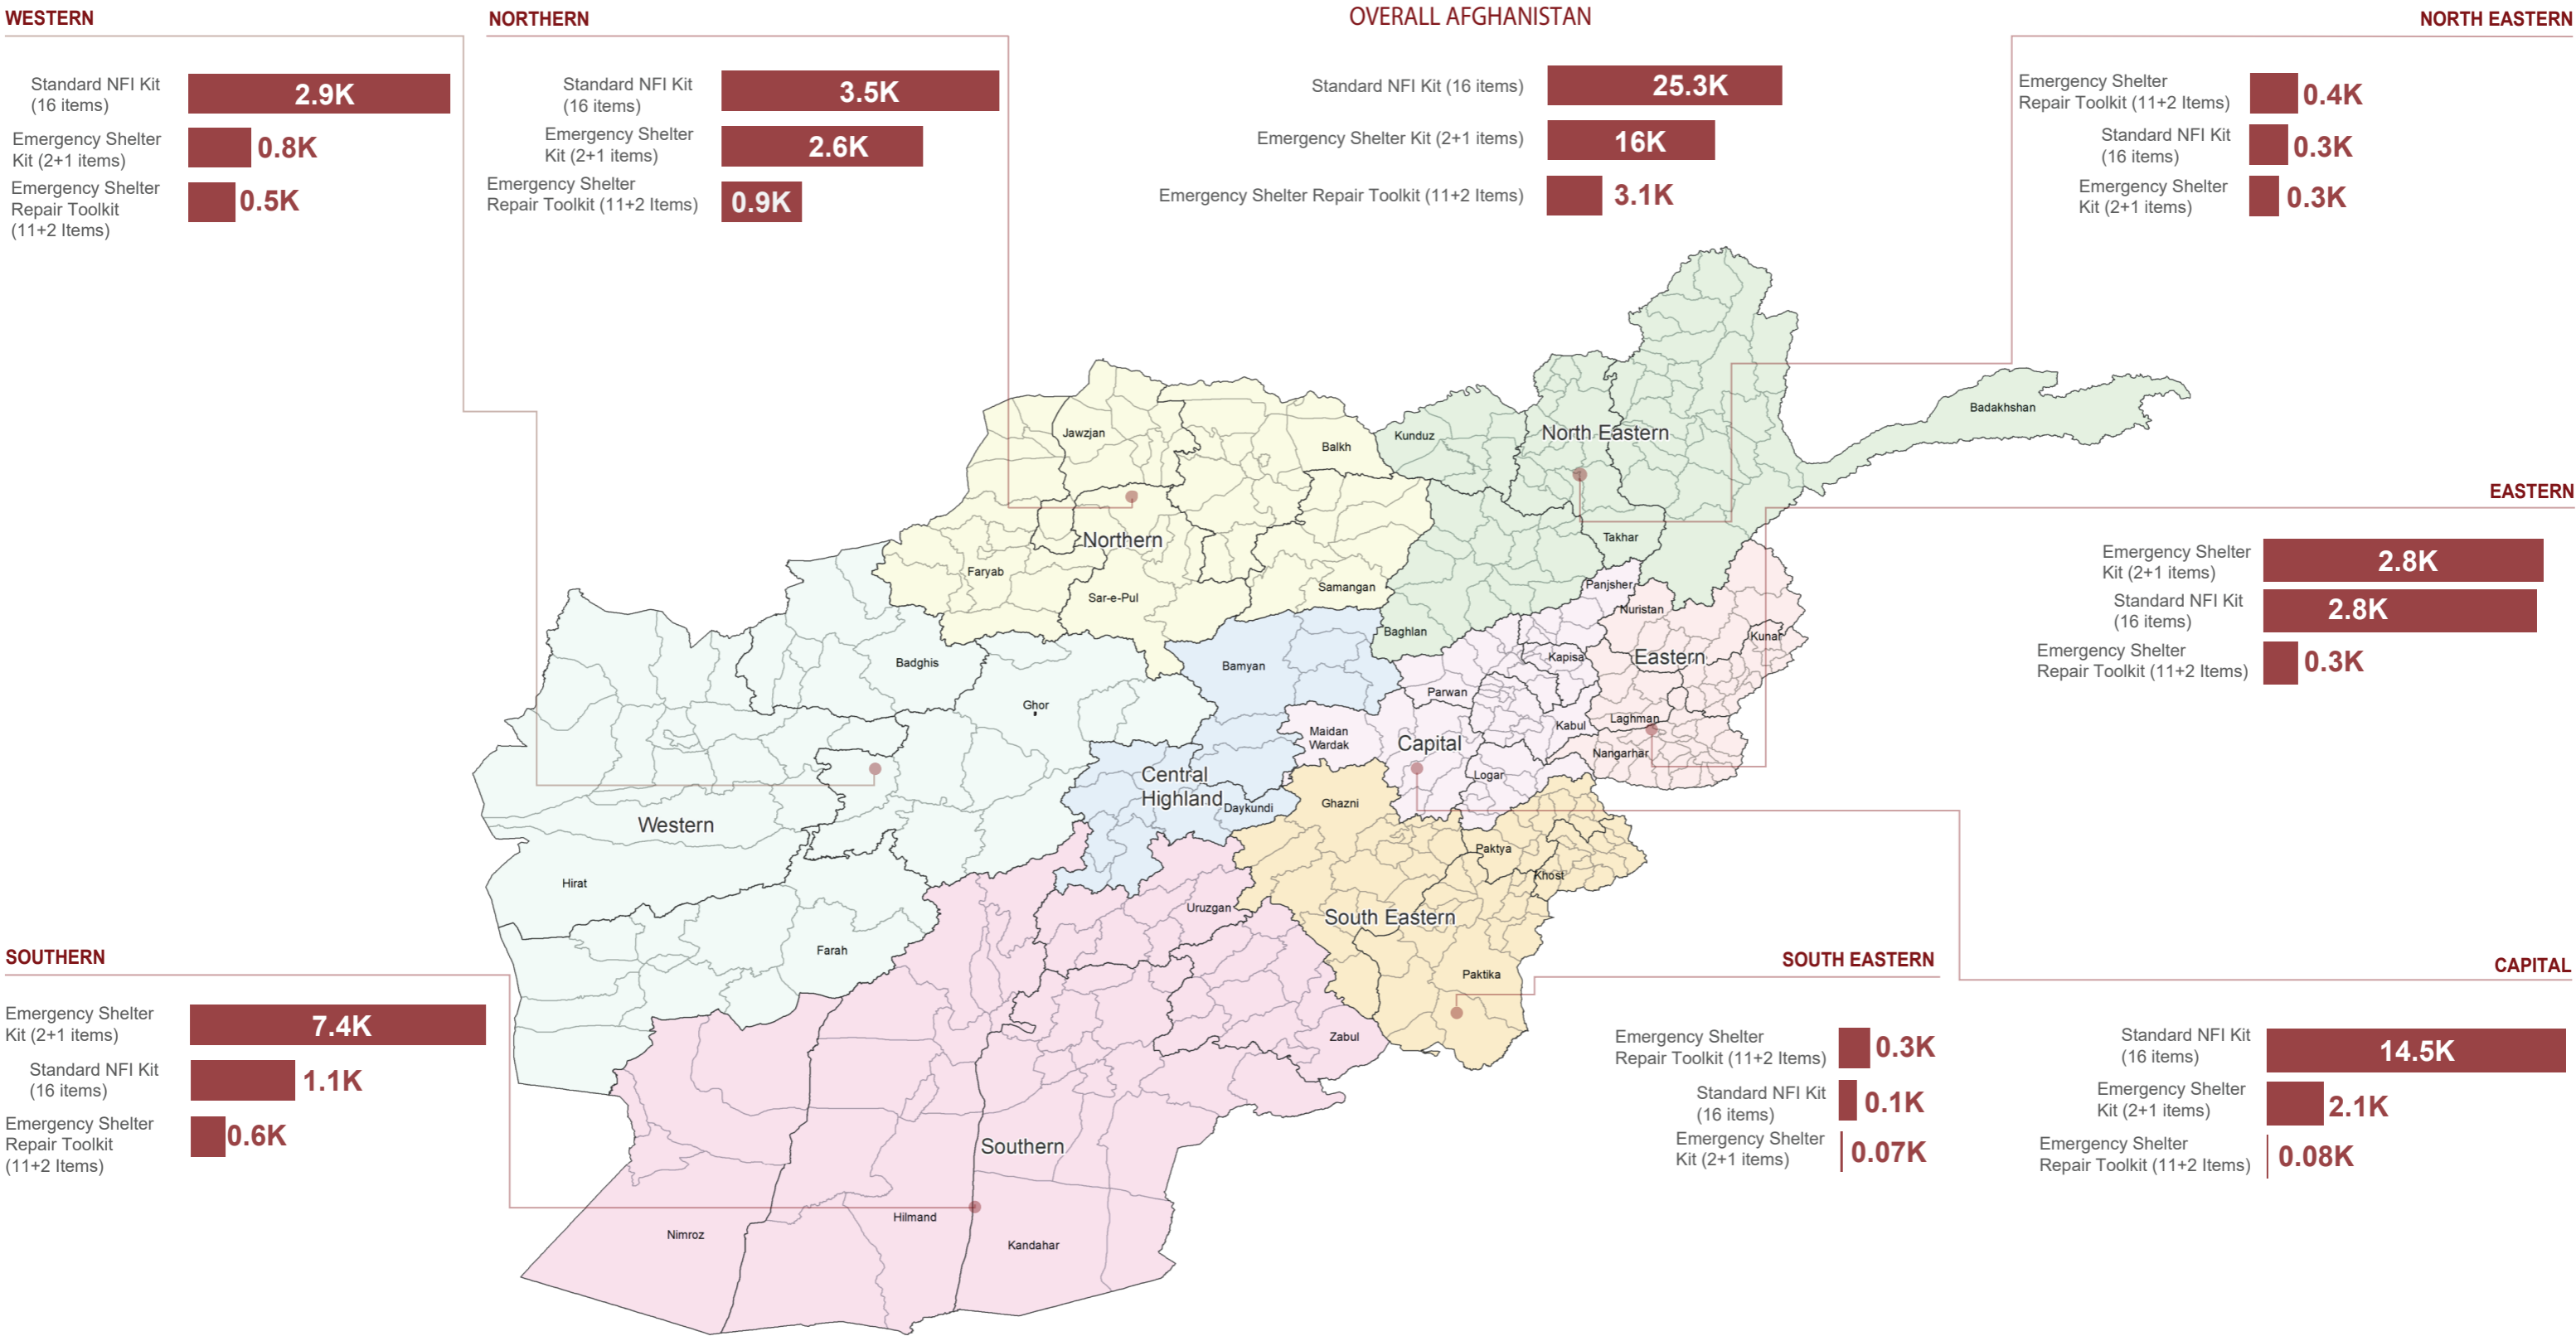 WESTERN
Standard NFI Kit
(16 items)
2.9K
Emergency Shelter
Kit (2+1 items)
0.8K
Emergency Shelter
Repair Toolkit
(11+2 Items)
0.5K
NORTHERN
Standard NFI Kit
(16 items)
3.5K
Emergency Shelter
Kit (2+1 items)
2.6K
Emergency Shelter
Repair Toolkit (11+2 Items)
0.9K
OVERALL AFGHANISTAN
Standard NFI Kit (16 items)
25.3K
Emergency Shelter Kit (2+1 items)
16K
Emergency Shelter Repair Toolkit (11+2 Items)
3.1K
NORTH EASTERN
Emergency Shelter
Repair Toolkit (11+2 Items)
0.4K
Standard NFI Kit
(16 items)
0.3K
Emergency Shelter
Kit (2+1 items)
0.3K
EASTERN
Emergency Shelter
Kit (2+1 items)
2.8K
Standard NFI Kit
(16 items)
2.8K
Emergency Shelter
Repair Toolkit (11+2 Items)
0.3K
Badakhshan
Jawzjan
Balkh
Kunduz
North Eastern
Northern
Takhar
Faryab
Sar-e-Pul
Samangan
Panjsher
Nuristan
Baghlan
Kunar
Badghis
Bamyan
Kapisa
Eastern
Parwan
Ghor
Laghman
Kabul
Maidan
Wardak
Capital
Nangarhar
Central
Highland
Logar
Daykundi
Ghazni
Western
Paktya
Khost
Hirat
Uruzgan
South Eastern
Farah
Paktika
Zabul
Southern
Hilmand
Nimroz
Kandahar
SOUTHERN
Emergency Shelter
Kit (2+1 items)
7.4K
Standard NFI Kit
(16 items)
1.1K
Emergency Shelter
Repair Toolkit
(11+2 Items)
0.6K
SOUTH EASTERN
Emergency Shelter
Repair Toolkit (11+2 Items)
0.3K
Standard NFI Kit
(16 items)
0.1K
Emergency Shelter
Kit (2+1 items)
0.07K
CAPITAL
Standard NFI Kit
(16 items)
14.5K
Emergency Shelter
Kit (2+1 items)
2.1K
Emergency Shelter
Repair Toolkit (11+2 Items)
0.08K